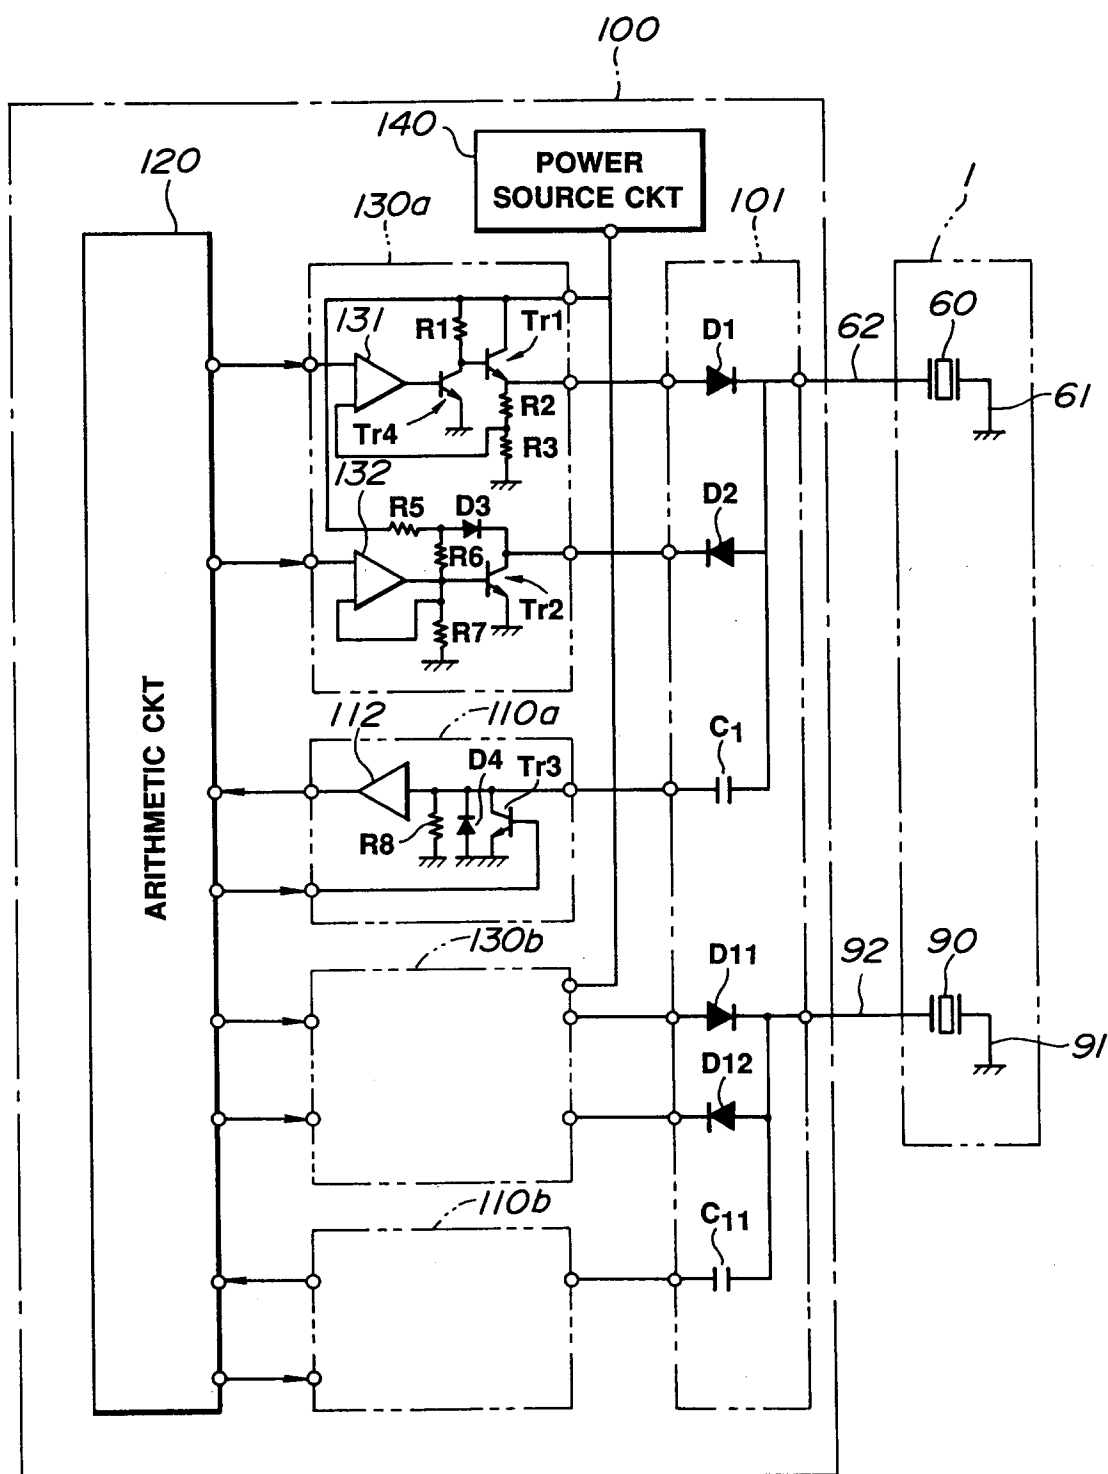 100
140
POWER
SOURCE CKT
120
130a
101
1
131
R1
Tr1
D1
62
60
R2
61
Tr4
R3
132
R5
D3
D2
R6
Tr2
R7
ARITHMETIC CKT
112
110a
D4
Tr3
C1
R8
130b
D11
92
90
D12
91
110b
C11